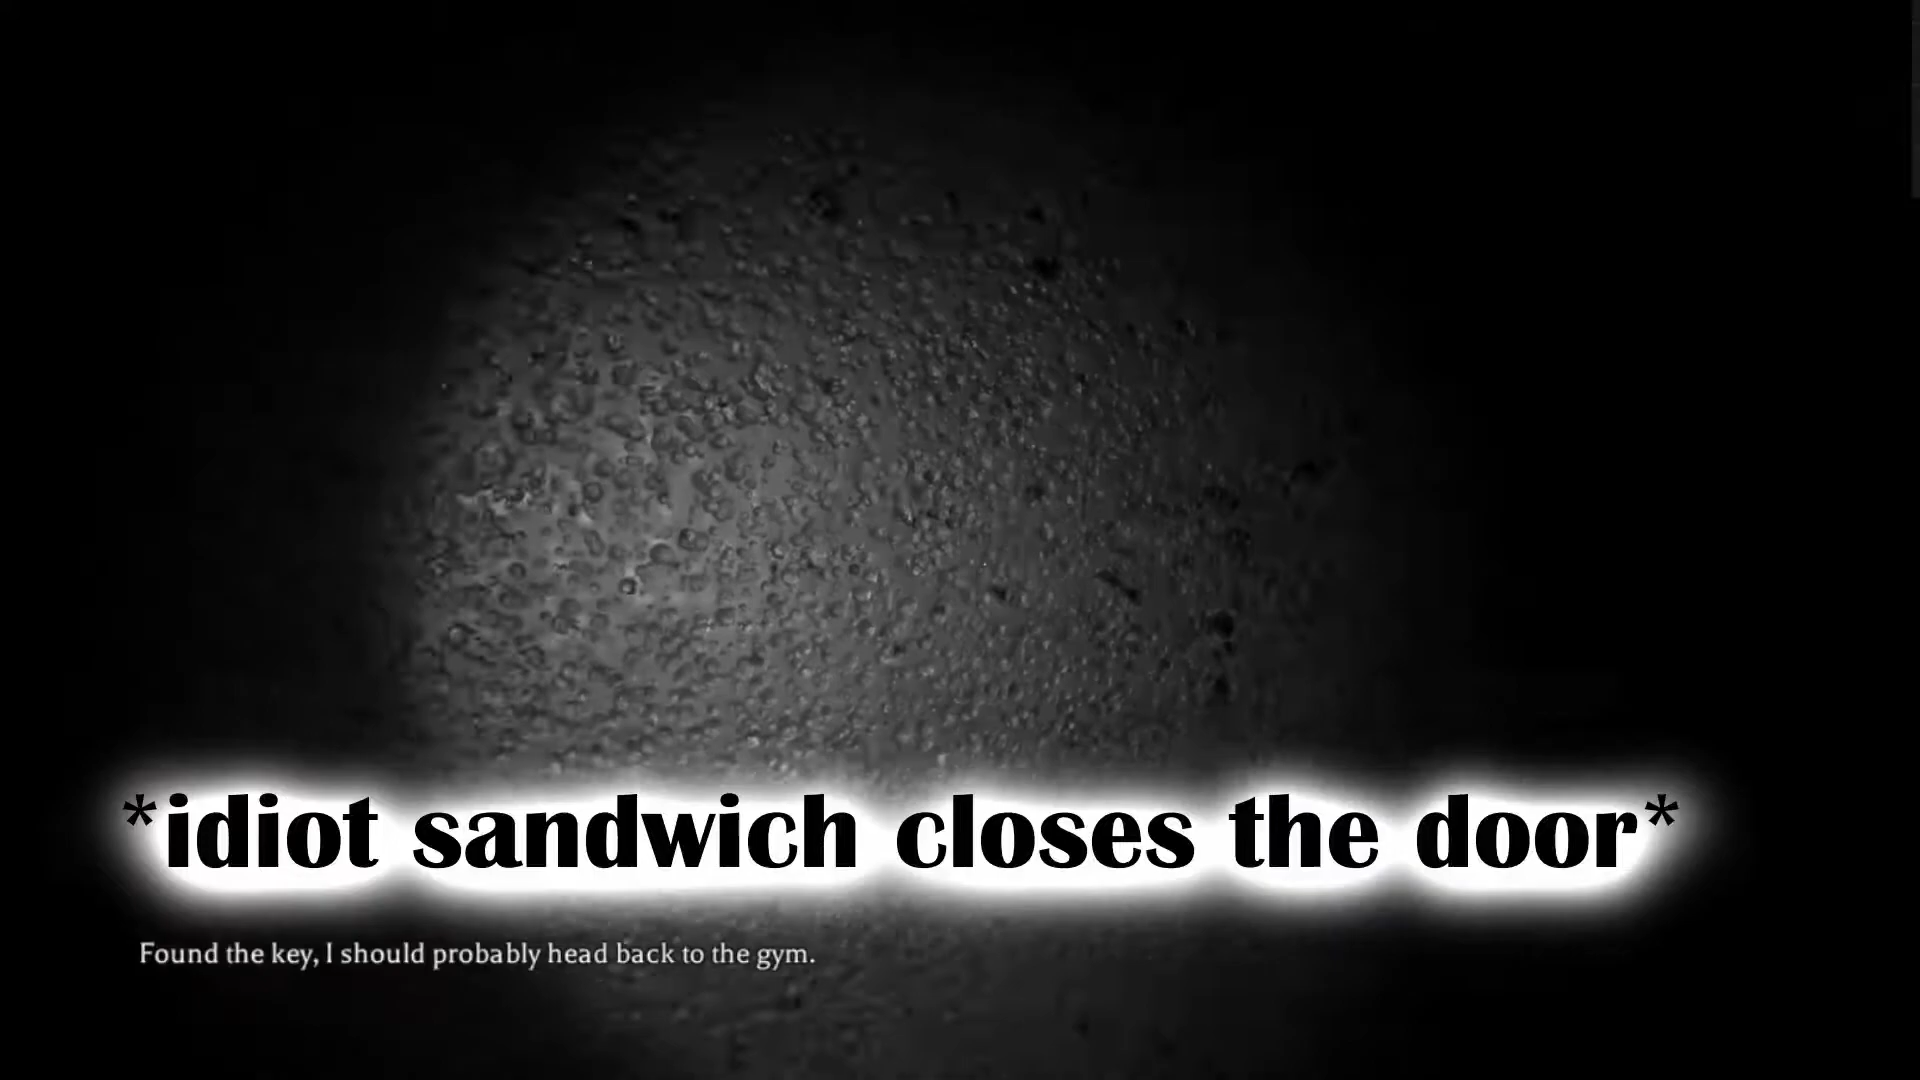 *idiot sandwich closes the door*
Found the key, I should probably head back to the gym.